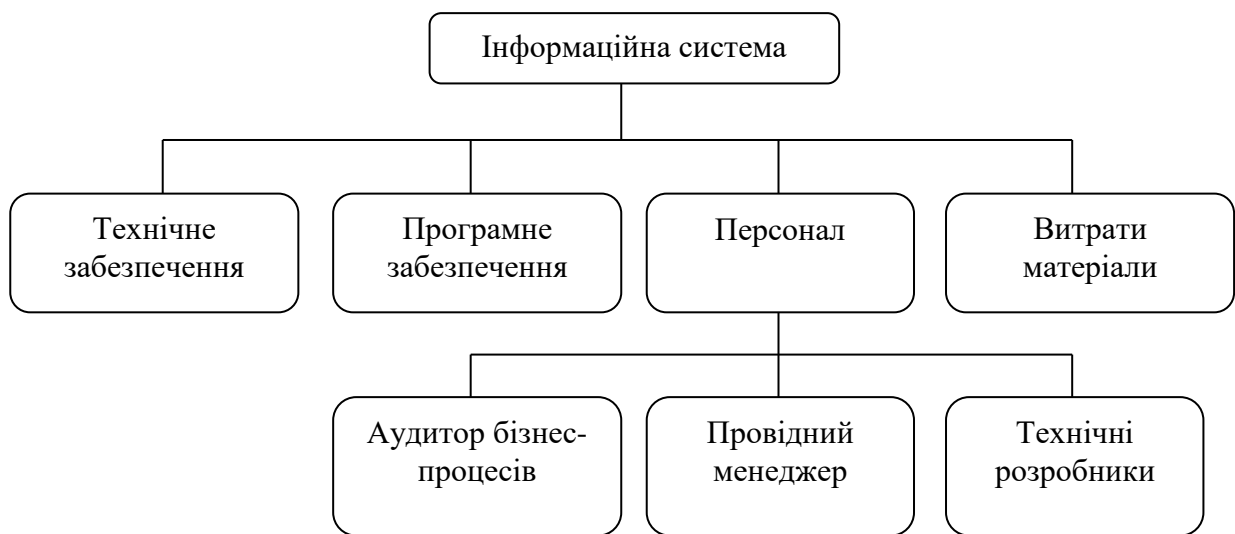 Інформаційна система
Технічне
забезпечення
Програмне
забезпечення
Персонал
Витрати
матеріали
Аудитор бізнес-
процесів
Провідний
менеджер
Технічні
розробники